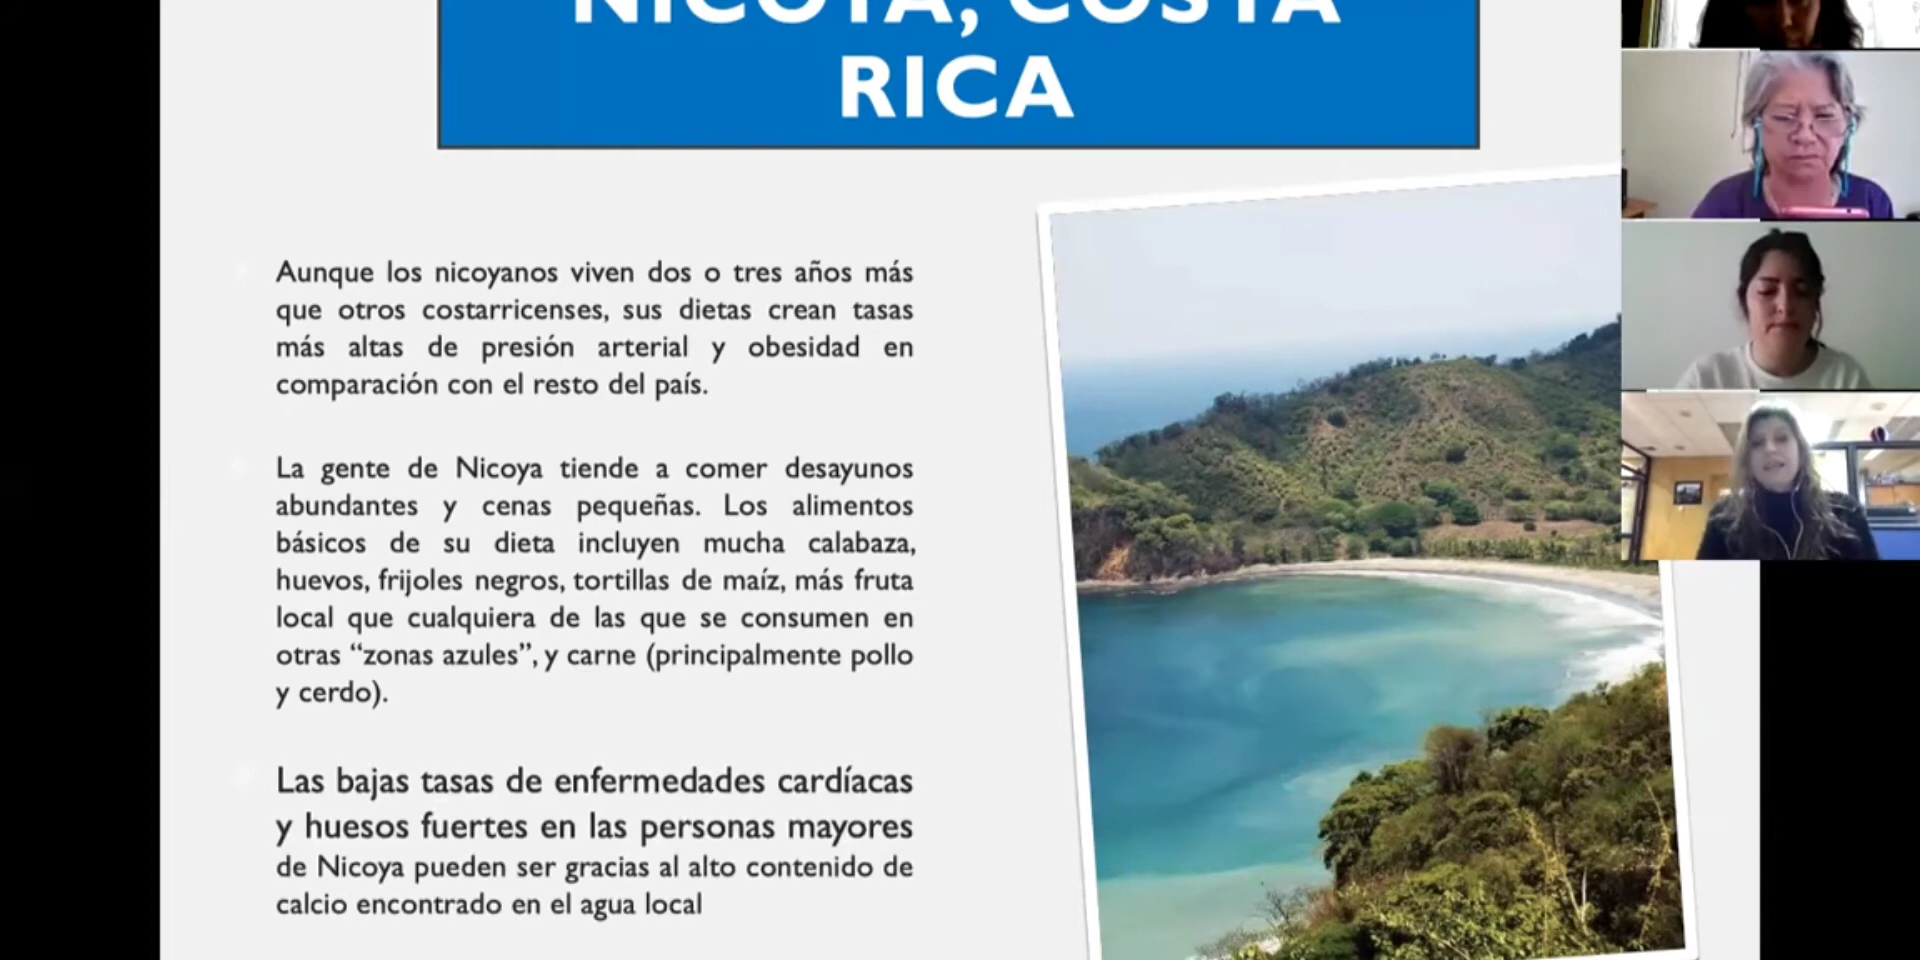 NICOYA, COSTA
RICA
Aunque los nicoyanos viven dos o tres años más
que otros costarricenses, sus dietas crean tasas
más altas de presión arterial y obesidad en
comparación con el resto del país.
La gente de Nicoya tiende a comer desayunos
abundantes y cenas pequeñas. Los alimentos
básicos de su dieta incluyen mucha calabaza,
huevos, frijoles negros, tortillas de maíz, más fruta
local que cualquiera de las que se consumen en
otras “zonas azules”, y carne (principalmente pollo
y cerdo).
Las bajas tasas de enfermedades cardíacas
y huesos fuertes en las personas mayores
de Nicoya pueden ser gracias al alto contenido de
calcio encontrado en el agua local